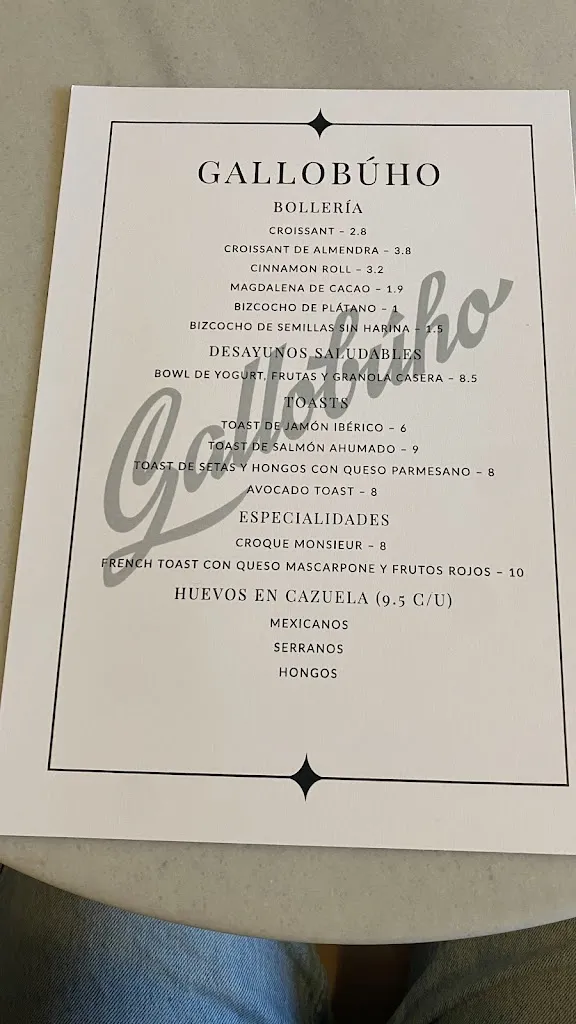 GALLOBÚHO
BOLLERÍA
CROISSANT – 2.8
CROISSANT DE ALMENDRA – 3.8
CINNAMON ROLL – 3.2
MAGDALENA DE CACAO – 1.9
BIZCOCHO DE PLÁTANO – 1
BIZCOCHO DE SEMILLAS SIN HARINA – 1.5
DESAYUNOS SALUDABLES
BOWL DE YOGURT, FRUTAS Y GRANOLA CASERA – 8.5
TOASTS
TOAST DE JAMÓN IBÉRICO – 6
TOAST DE SALMÓN AHUMADO – 9
TOAST DE SETAS Y HONGOS CON QUESO PARMESANO – 8
AVOCADO TOAST – 8
ESPECIALIDADES
CROQUE MONSIEUR – 8
FRENCH TOAST CON QUESO MASCARPONE Y FRUTOS ROJOS – 10
HUEVOS EN CAZUELA (9.5 C/U)
MEXICANOS
SERRANOS
HONGOS
Gallobúho